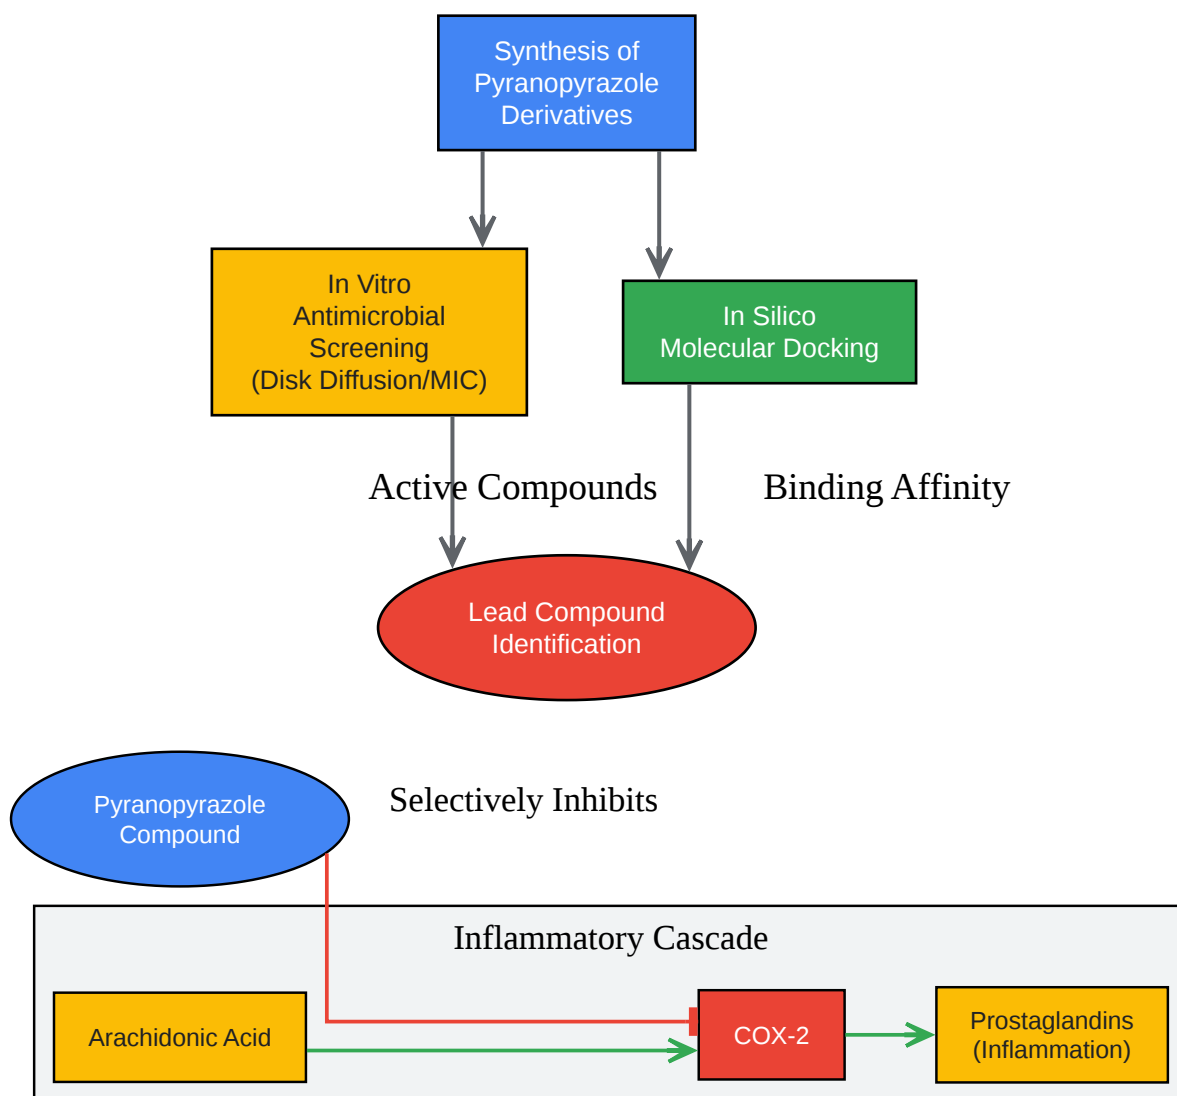 Synthesis of
Pyranopyrazole
Derivatives
In Vitro
Antimicrobial
Screening
(Disk Diffusion/MIC)
In Silico
Molecular Docking
Active Compounds
Binding Affinity
Lead Compound
Identification
Pyranopyrazole
Compound
Selectively Inhibits
Inflammatory Cascade
Arachidonic Acid
COX-2
Prostaglandins
(Inflammation)